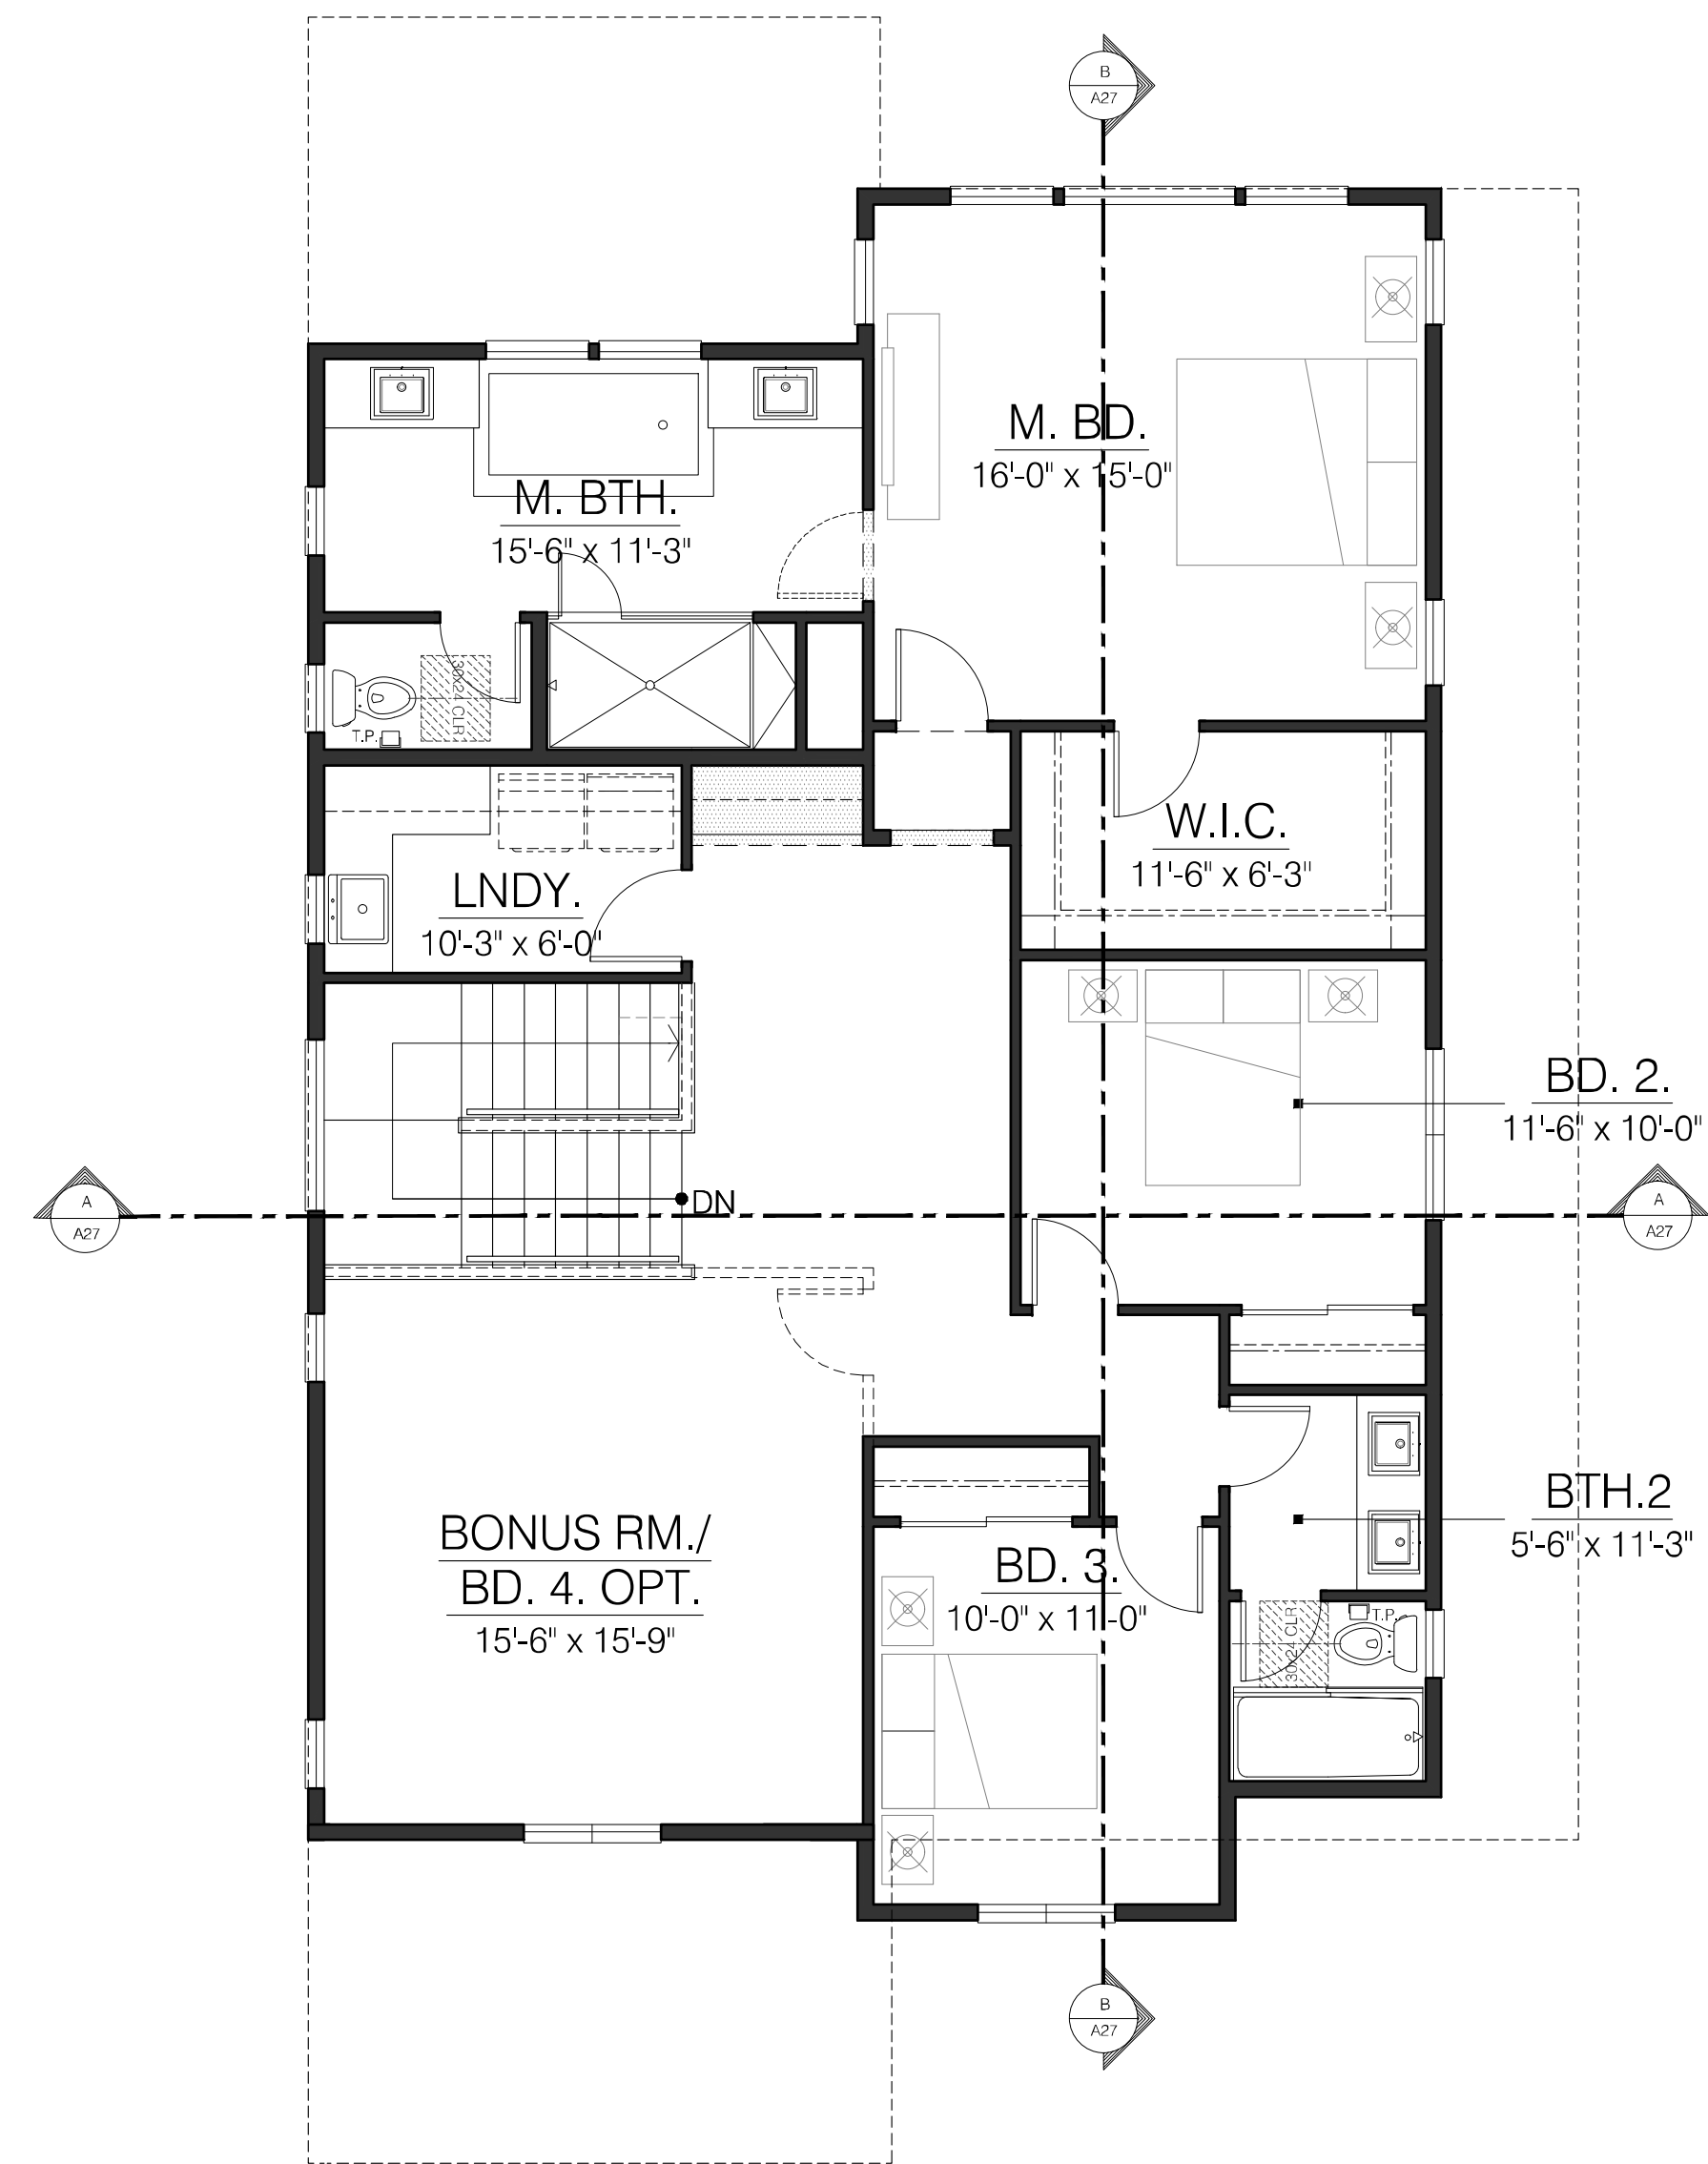 B
A27
M. BD.
16'-0" x 15'-0"
M. BTH.
15'-6" x 11'-3"
30x24 CLR
T.P.
W.I.C.
11'-6" x 6'-3"
LNDY.
10'-3" x 6'-0"
BD. 2.
11'-6" x 10'-0"
A
A27
DN
A
A27
BTH.2
5'-6" x 11'-3"
BONUS RM./
BD. 4. OPT.
15'-6" x 15'-9"
BD. 3.
10'-0" x 11'-0"
30x24 CLR
T.P.
B
A27